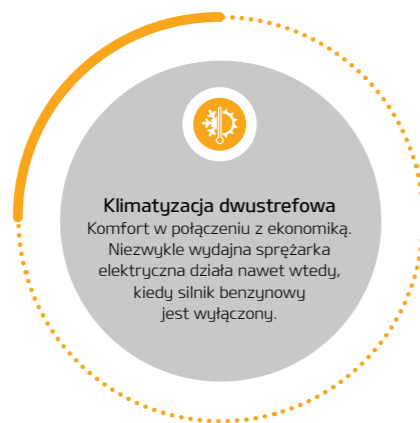 Klimatyzacja dwustrefowa
Komfort w połączeniu z ekonomiką.
Niezwykle wydajna sprężarka
elektryczna działa nawet wtedy,
kiedy silnik benzynowy
jest wyłączony.